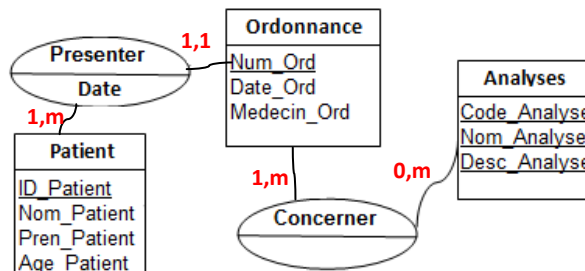 Ordonnance
Num_Ord
Date_Ord
Medecin_Ord
1,1
Presenter
Date
1,m
Patient
ID_Patient
Nom_Patient
Pren_Patient
Age_Patient
1,m
Concerner
0,m
Analyses
Code_Analyse
Nom_Analyse
Desc_Analyse